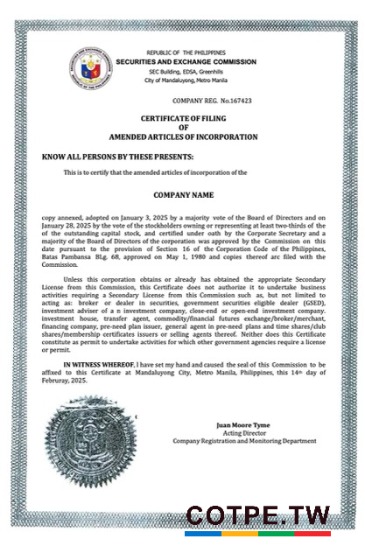 REPUBLIC OF THE PHILIPPINES
SECURITIES AND EXCHANGE COMMISSION
SEC Building, EDSA, Greenhills
City of Mandaluyong, Metro Manila
COMPANY REG. No.167423
CERTIFICATE OF FILING
OF
AMENDED ARTICLES OF INCORPORATION
KNOW ALL PERSONS BY THESE PRESENTS:
This is to certify that the amended articles of incorporation of the
COMPANY NAME
copy annexed, adopted on January 3, 2025 by a majority vote of the Board of Directors and on
January 28, 2025 by the vote of the stockholders owning or representing at least two-thirds of
of the outstanding capital stock, and certified under oath by the Corporate Secretary and a
majority of the Board of Directors of the corporation was approved by the Commission on this
date pursuant to the provision of Section 16 of the Corporation Code of the Philippines,
Batas Pambansa BLg. 68, approved on May 1, 1980 and copies thereof arc filed with the
Commission.
Unless this corporation obtains or already has obtained the appropriate Secondary
License from this Commission, this Certificate does not authorise it to undertake business
activities requiring a Secondary License from this Commission such as, but not limited to
acting as: broker or dealer in securities, government securities eligible dealer (GSED),
investment adviser of a n investment company, close-end or open-end investment company.
investment house, transfer agent, commodity/financial futures exchange/broker/merchant,
financing company, pre-need plan issuer, general agent in pre-need plans and time shares/club
shares/membership certificates issuers or selling agents thereof. Neither does this Certificate
constitute as permit to undertake activities for which other government agencies require a license
or permit.
IN WITNESS WHEREOF, I have set my hand and caused the seal of this Commission to be
affixed to this Certificate at Mandaluyong City, Metro Manila, Philippines, this 14th day of
Februray, 2025.
Juan Moore Tyme
Acting Director
Company Registration and Monitoring Department
COTPE.TW